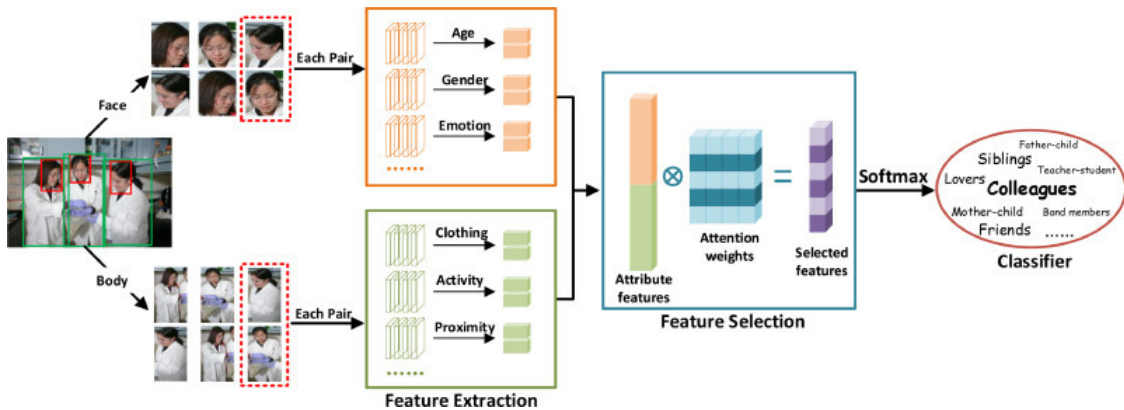 Face
Body
Each Pair
Each Pair
Age
Gender
Emotion
......
Clothing
Activity
Proximity
......
Feature Extraction
Attribute
features
Attention
weights
Selected
features
Feature Selection
Softmax
Father-child
Siblings
Teacher-student
Lovers
Colleagues
Mother-child
Band members
Friends
......
Classifier